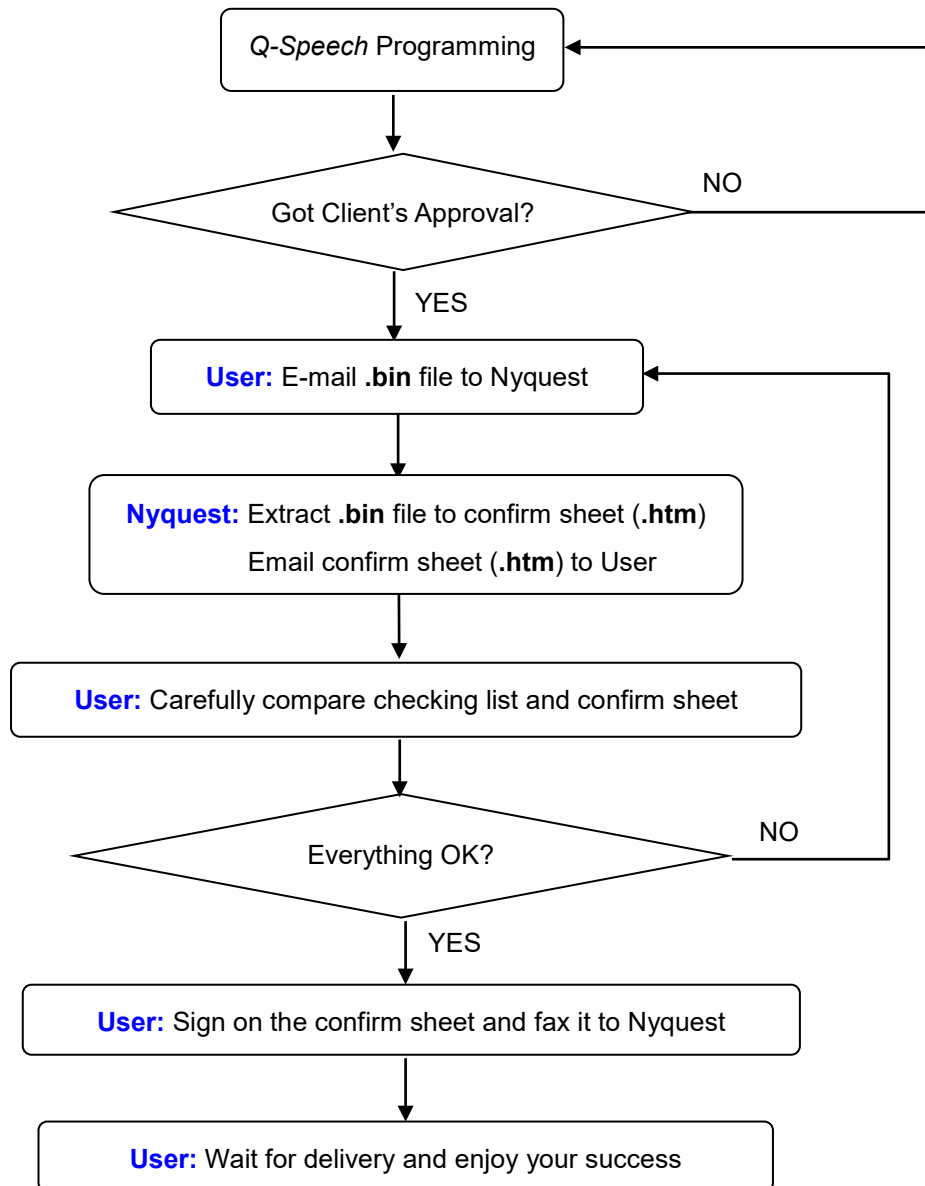 Q-Speech Programming
Got Client’s Approval?
NO
YES
User: E-mail .bin file to Nyquest
Nyquest: Extract .bin file to confirm sheet (.htm)
Email confirm sheet (.htm) to User
User: Carefully compare checking list and confirm sheet
Everything OK?
NO
YES
User: Sign on the confirm sheet and fax it to Nyquest
User: Wait for delivery and enjoy your success